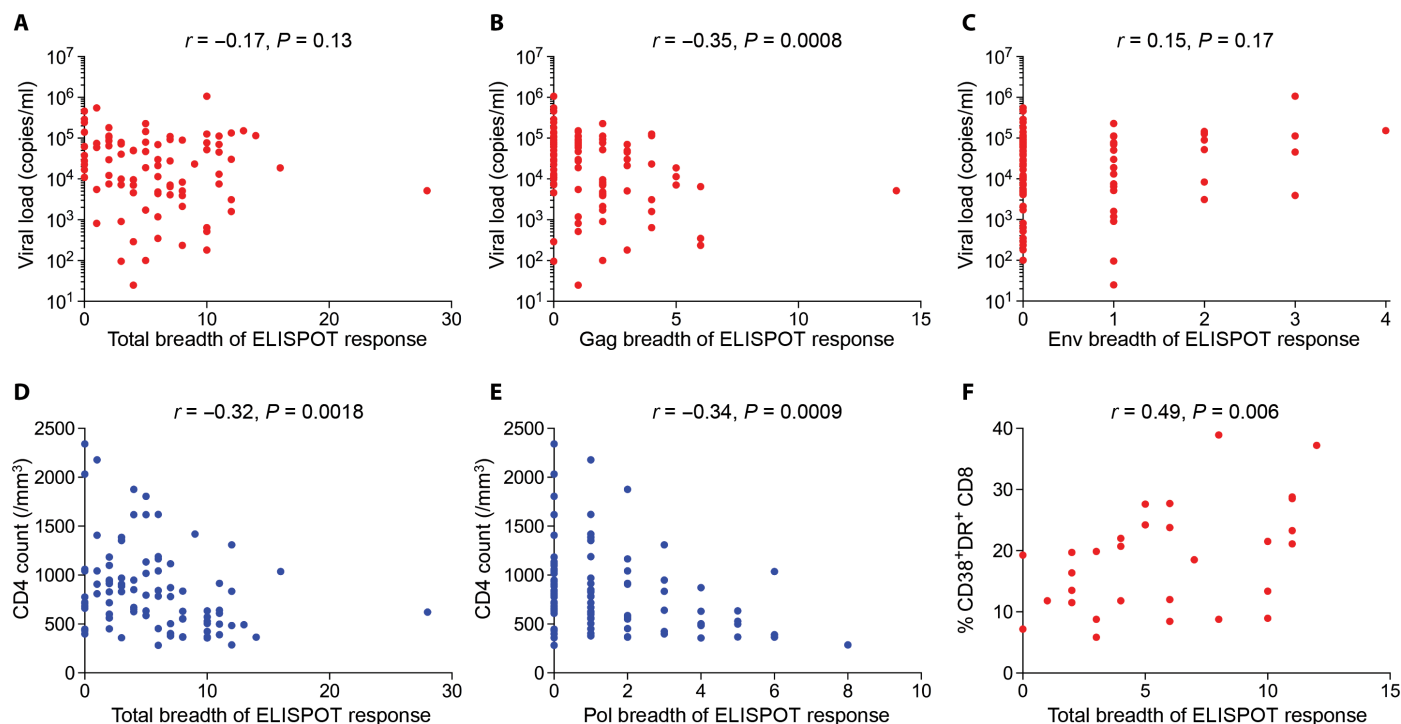 A
r = −0.17, P = 0.13
10⁷
10⁶
10⁵
10⁴
10³
10²
10¹
Viral load (copies/ml)
0 10 20 30
Total breadth of ELISPOT response
B
r = −0.35, P = 0.0008
10⁷
10⁶
10⁵
10⁴
10³
10²
10¹
Viral load (copies/ml)
0 5 10 15
Gag breadth of ELISPOT response
C
r = 0.15, P = 0.17
10⁷
10⁶
10⁵
10⁴
10³
10²
10¹
Viral load (copies/ml)
0 1 2 3 4
Env breadth of ELISPOT response
D
r = −0.32, P = 0.0018
2500
2000
1500
1000
500
0
CD4 count (/mm³)
0 10 20 30
Total breadth of ELISPOT response
E
r = −0.34, P = 0.0009
2500
2000
1500
1000
500
0
CD4 count (/mm³)
0 2 4 6 8 10
Pol breadth of ELISPOT response
F
r = 0.49, P = 0.006
40
30
20
10
0
% CD38⁺DR⁺ CD8
0 5 10 15
Total breadth of ELISPOT response